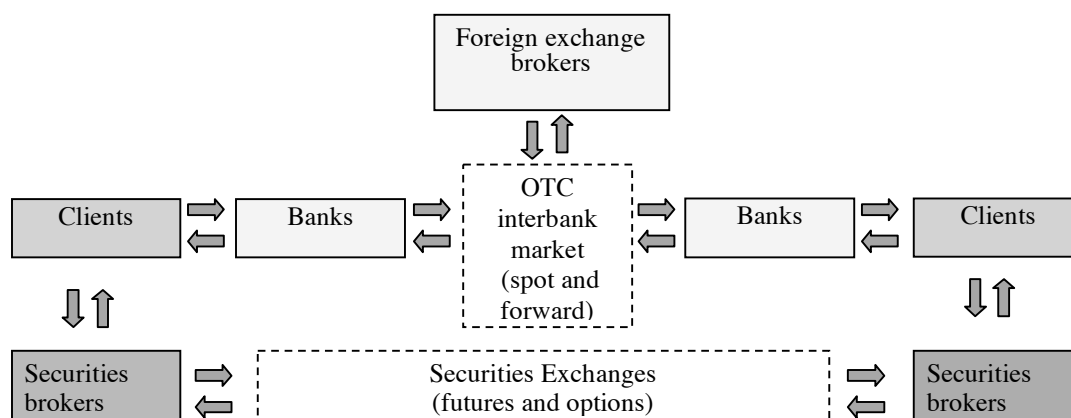 Foreign exchange
brokers
Clients
Banks
OTC
interbank
market
(spot and
forward)
Banks
Clients
Securities
brokers
Securities Exchanges
(futures and options)
Securities
brokers